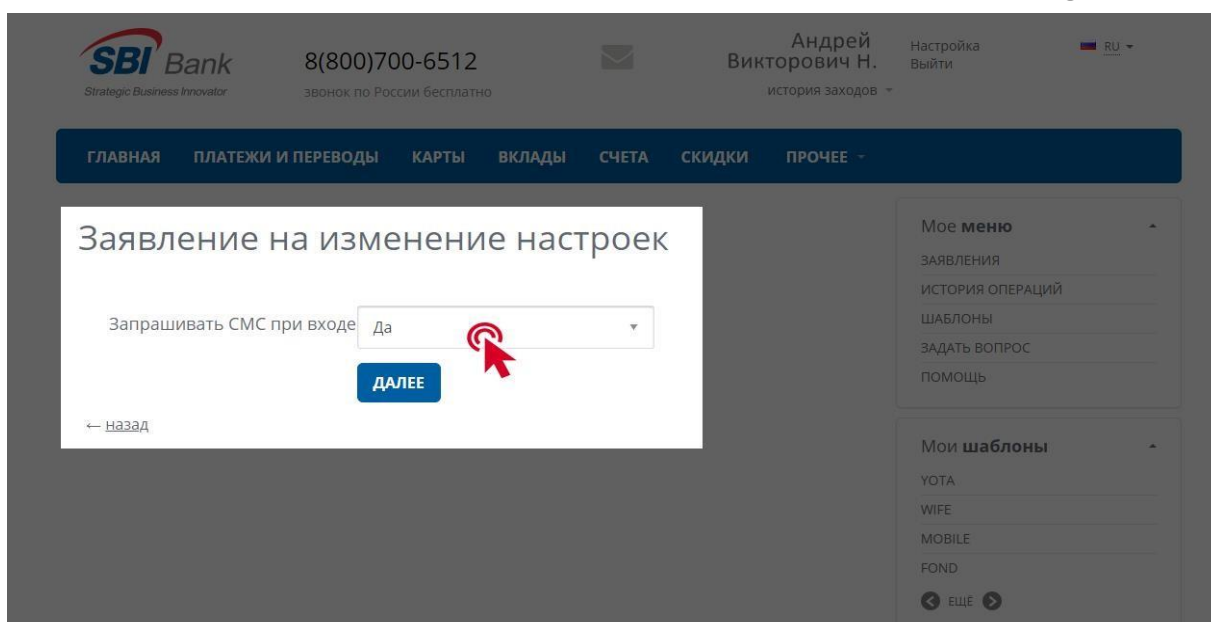 SBI Bank
Strategic Business Innovator
8(800)700-6512
звонок по России бесплатно
Андрей
Викторович Н.
история заходов
Настройка
Выйти
RU
ГЛАВНАЯ ПЛАТЕЖИ И ПЕРЕВОДЫ КАРТЫ ВКЛАДЫ СЧЕТА СКИДКИ ПРОЧЕЕ
Заявление на изменение настроек
Запрашивать СМС при входе Да
ДАЛЕЕ
← назад
Мое меню
ЗАЯВЛЕНИЯ
ИСТОРИЯ ОПЕРАЦИЙ
ШАБЛОНЫ
ЗАДАТЬ ВОПРОС
ПОМОЩЬ
Мои шаблоны
YOTA
WIFE
MOBILE
FOND
ЕЩЁ